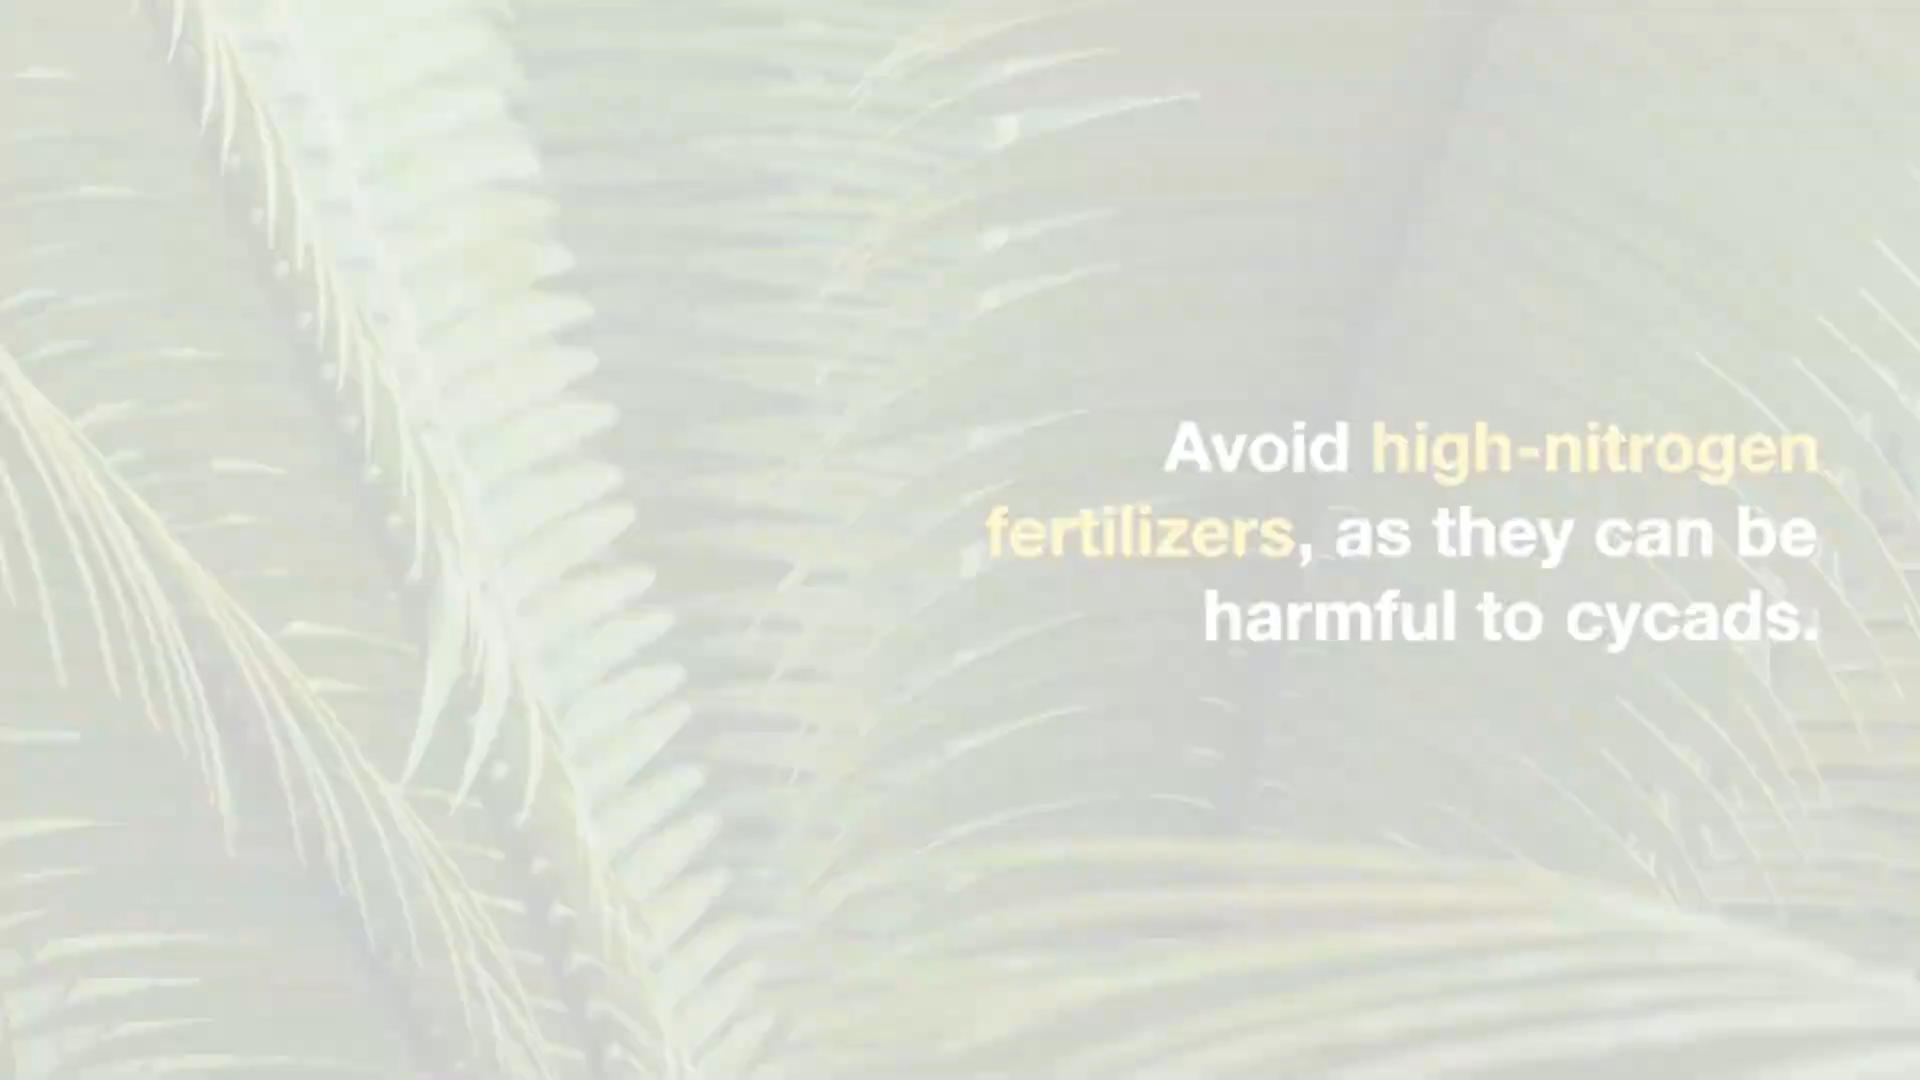 Avoid high-nitrogen
fertilizers, as they can be
harmful to cycads.